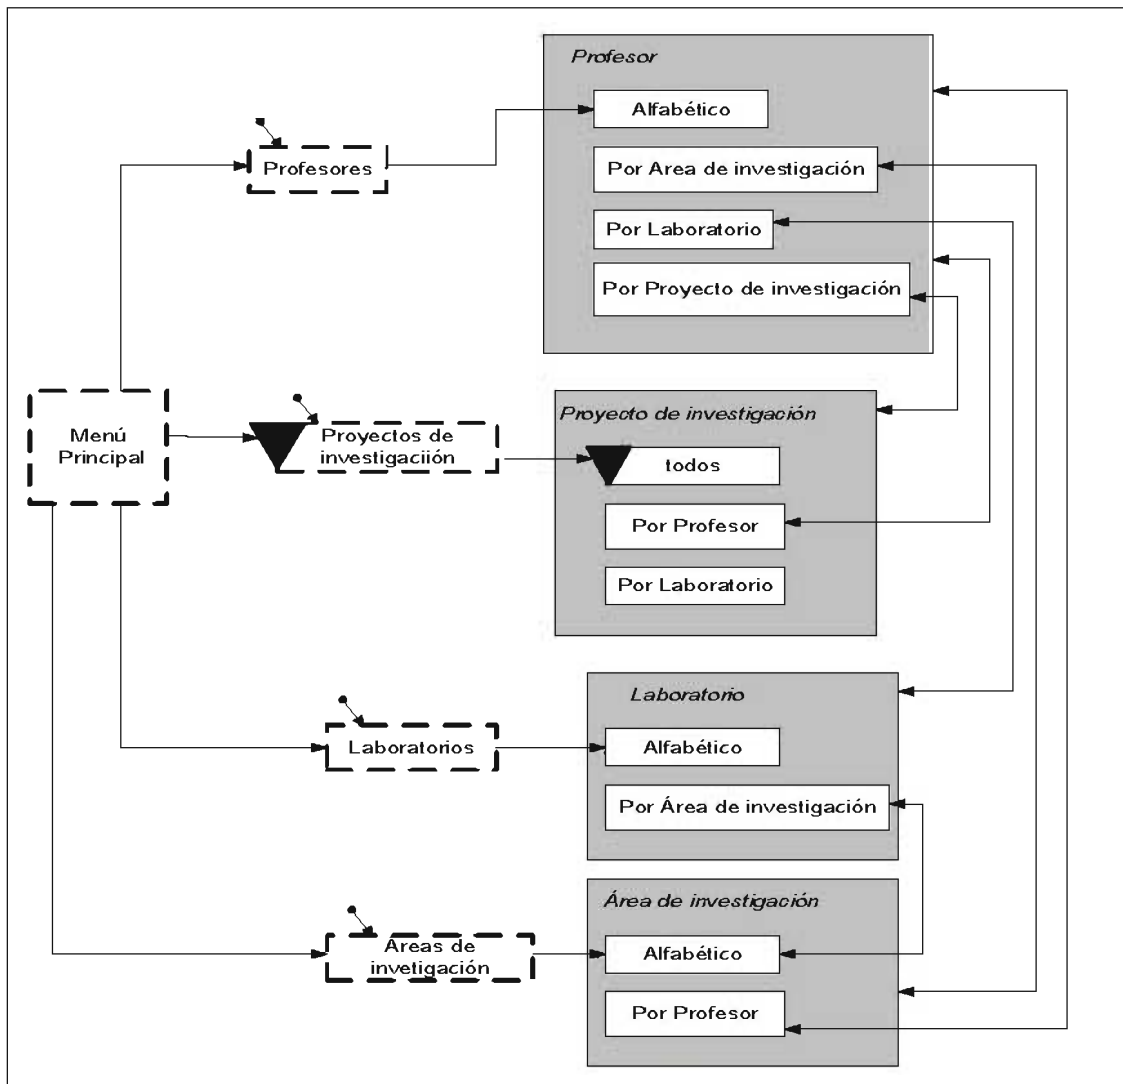 Profesor
Alfabético
Profesores
Por Area de investigación
Por Laboratorio
Por Proyecto de investigación
Menú
Principal
Proyectos de
investigaciión
Proyecto de investigación
todos
Por Profesor
Por Laboratorio
Laboratorio
Laboratorios
Alfabético
Por Área de investigación
Área de investigación
Áreas de
invetigación
Alfabético
Por Profesor